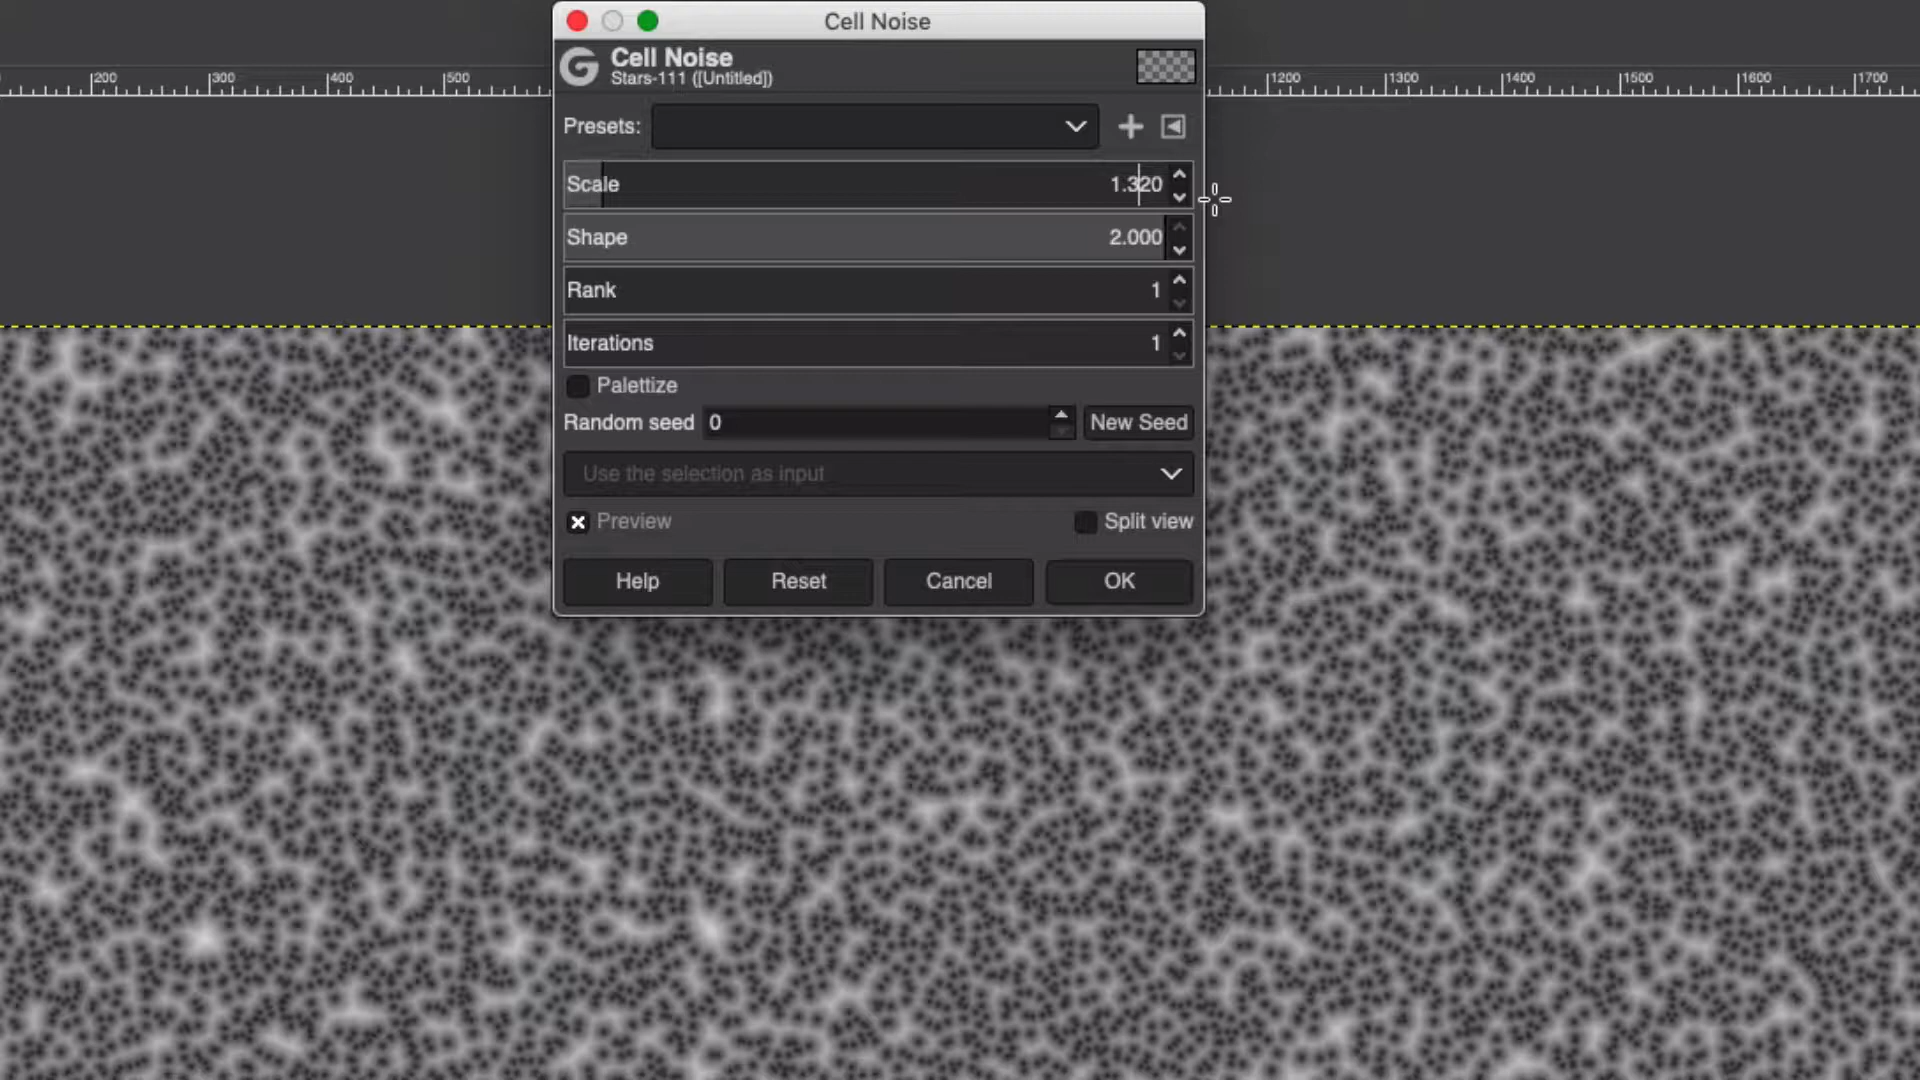 Cell Noise
Cell Noise
Stars-111 ([Untitled])
200 300 400 500 1200 1300 1400 1500 1600 1700
Presets:
Scale 1.320
Shape 2.000
Rank 1
Iterations 1
Palettize
Random seed 0 New Seed
Use the selection as input
Preview Split view
Help Reset Cancel OK